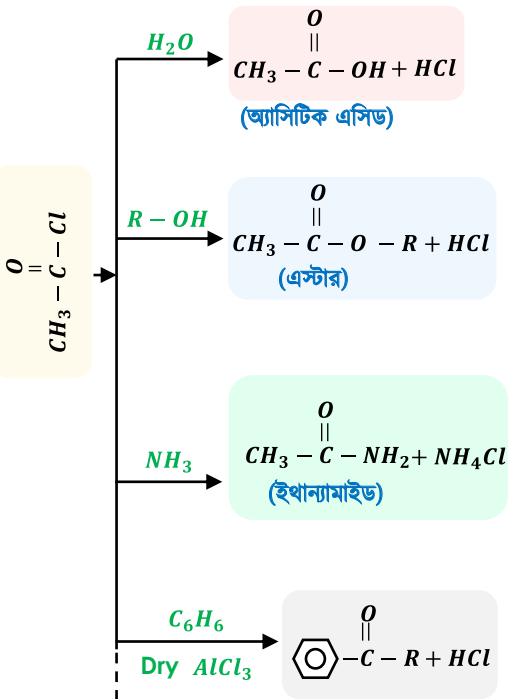 H₂O
O
||
CH₃ – C – OH + HCl
(অ্যাসিটিক এসিড)
O
||
CH₃ – C – Cl
R – OH
O
||
CH₃ – C – O – R + HCl
(এস্টার)
NH₃
O
||
CH₃ – C – NH₂ + NH₄Cl
(ইথান্যামাইড)
C₆H₆
Dry AlCl₃
O
||
– C – R + HCl